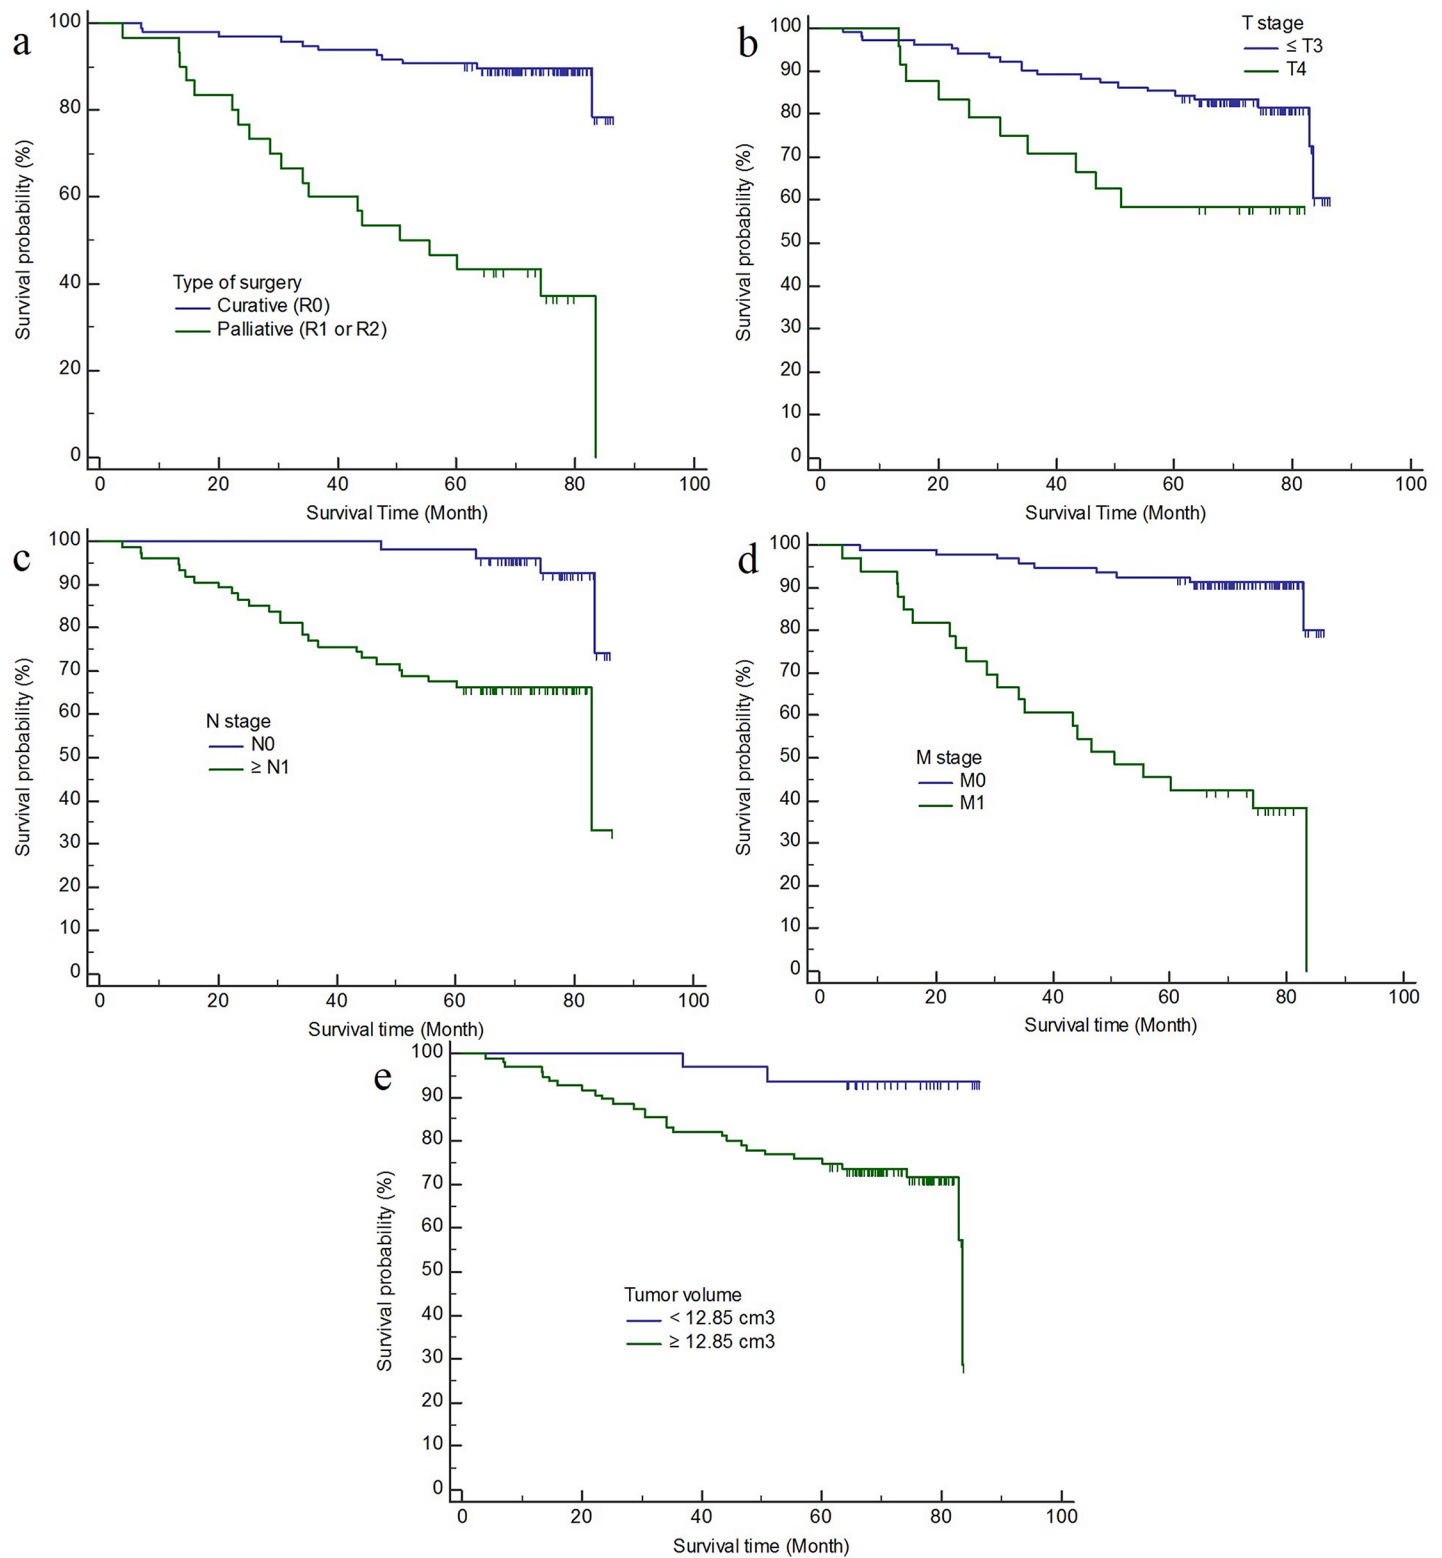 a
100
80
60
40
20
0
Survival probability (%)
Type of surgery
Curative (R0)
Palliative (R1 or R2)
0 20 40 60 80 100
Survival Time (Month)
b
100
90
80
70
60
50
40
30
20
10
0
Survival probability (%)
T stage
≤ T3
T4
0 20 40 60 80 100
Survival Time (Month)
c
100
90
80
70
60
50
40
30
20
10
0
Survival probability (%)
N stage
N0
≥ N1
0 20 40 60 80 100
Survival time (Month)
d
100
90
80
70
60
50
40
30
20
10
0
Survival probability (%)
M stage
M0
M1
0 20 40 60 80 100
Survival time (Month)
e
100
90
80
70
60
50
40
30
20
10
0
Survival probability (%)
Tumor volume
< 12.85 cm3
≥ 12.85 cm3
0 20 40 60 80 100
Survival time (Month)